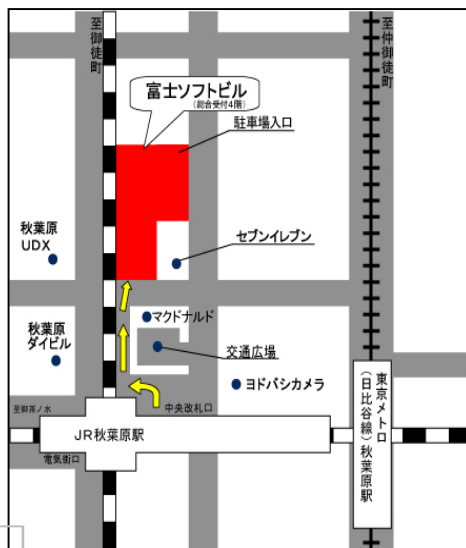 至御徒町
至仲御徒町
富士ソフトビル
(総合受付4階)
駐車場入口
秋葉原
UDX
セブンイレブン
マクドナルド
秋葉原
ダイビル
交通広場
ヨドバシカメラ
至御茶ノ水
中央改札口
JR秋葉原駅
電気街口
東京メトロ
(日比谷線)秋葉原駅